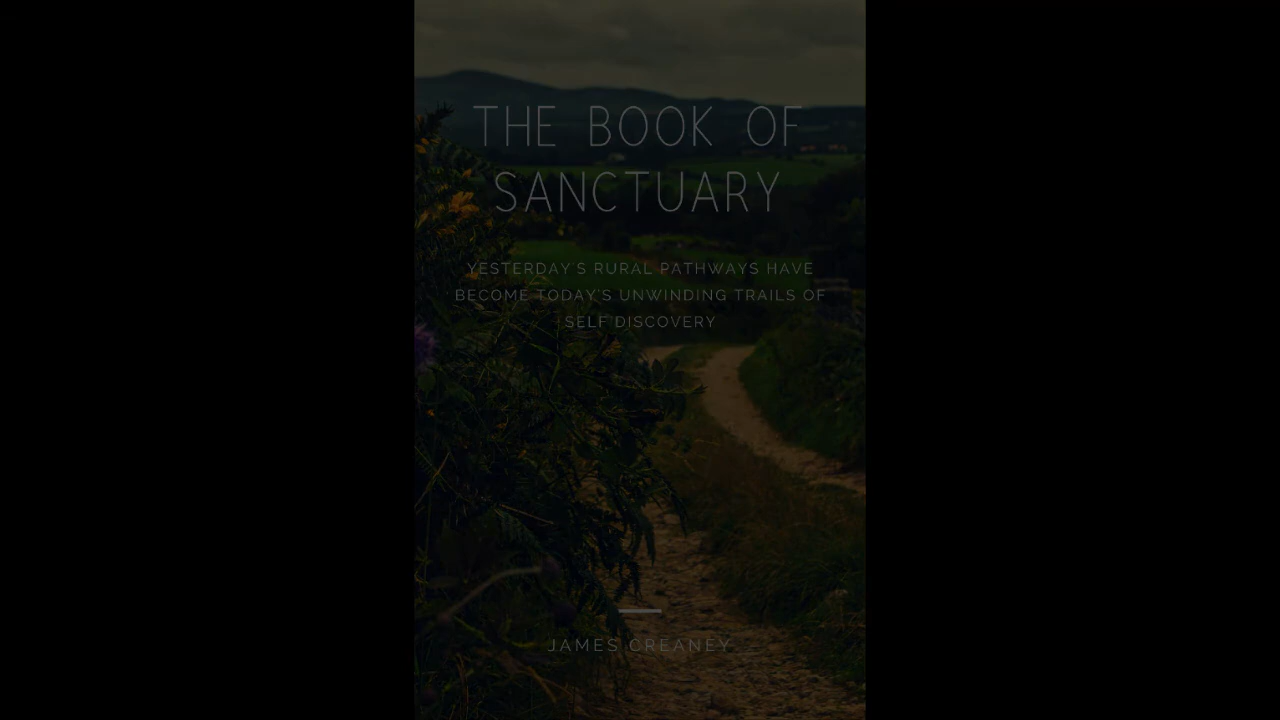 THE BOOK OF
SANCTUARY
YESTERDAY'S RURAL PATHWAYS HAVE
BECOME TODAY'S UNWINDING TRAILS OF
SELF DISCOVERY
JAMES CREANEY